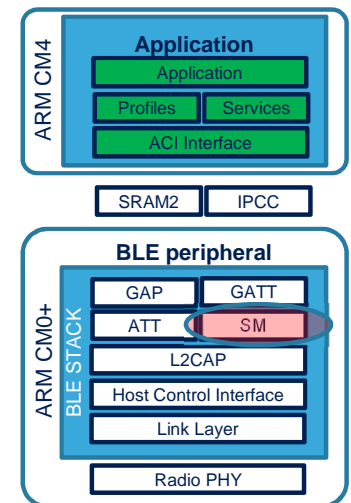 ARM CM4
Application
Application
Profiles Services
ACI Interface
SRAM2 IPCC
ARM CM0+
BLE peripheral
BLE STACK
GAP GATT
ATT SM
L2CAP
Host Control Interface
Link Layer
Radio PHY